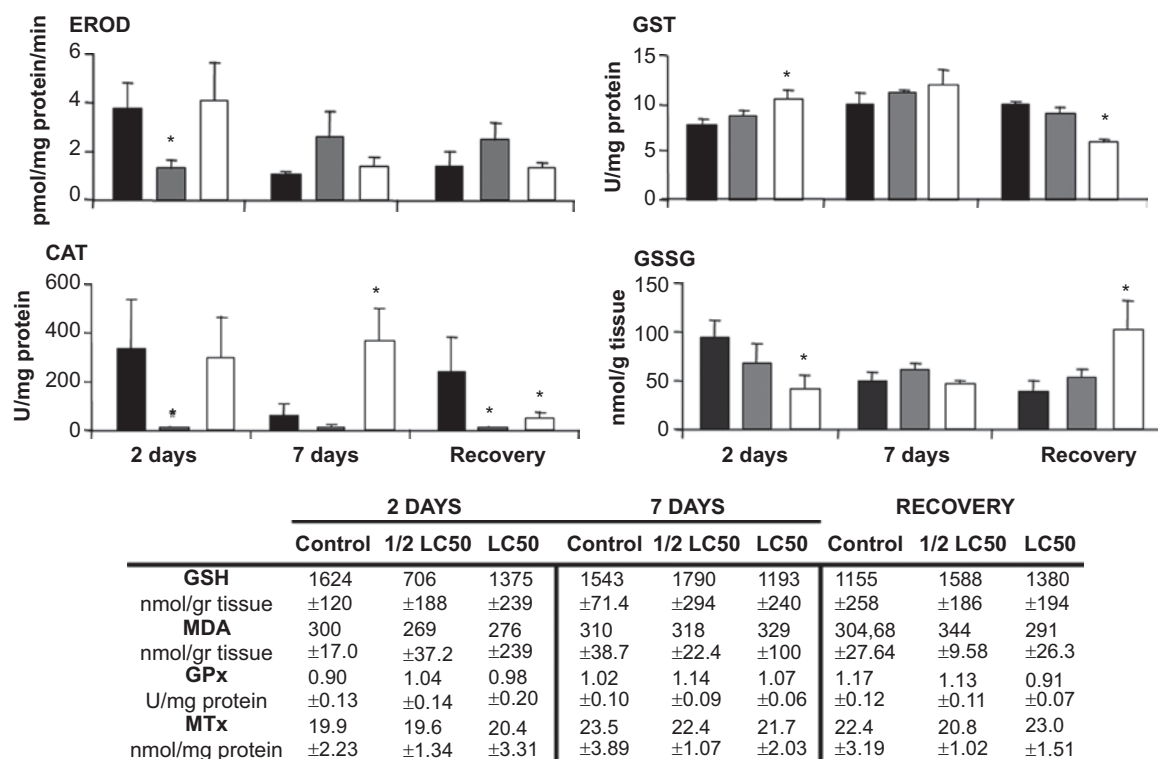 EROD
pmol/mg protein/min
6
4
2
0
*
GST
U/mg protein
15
10
5
0
*
*
CAT
U/mg protein
600
400
200
0
*
*
*
*
2 days 7 days Recovery
GSSG
nmol/g tissue
150
100
50
0
*
*
2 days 7 days Recovery
2 DAYS 7 DAYS RECOVERY
Control 1/2 LC50 LC50 Control 1/2 LC50 LC50 Control 1/2 LC50 LC50
GSH 1624 706 1375 1543 1790 1193 1155 1588 1380
nmol/gr tissue ±120 ±188 ±239 ±71.4 ±294 ±240 ±258 ±186 ±194
MDA 300 269 276 310 318 329 304,68 344 291
nmol/gr tissue ±17.0 ±37.2 ±239 ±38.7 ±22.4 ±100 ±27.64 ±9.58 ±26.3
GPx 0.90 1.04 0.98 1.02 1.14 1.07 1.17 1.13 0.91
U/mg protein ±0.13 ±0.14 ±0.20 ±0.10 ±0.09 ±0.06 ±0.12 ±0.11 ±0.07
MTx 19.9 19.6 20.4 23.5 22.4 21.7 22.4 20.8 23.0
nmol/mg protein ±2.23 ±1.34 ±3.31 ±3.89 ±1.07 ±2.03 ±3.19 ±1.02 ±1.51